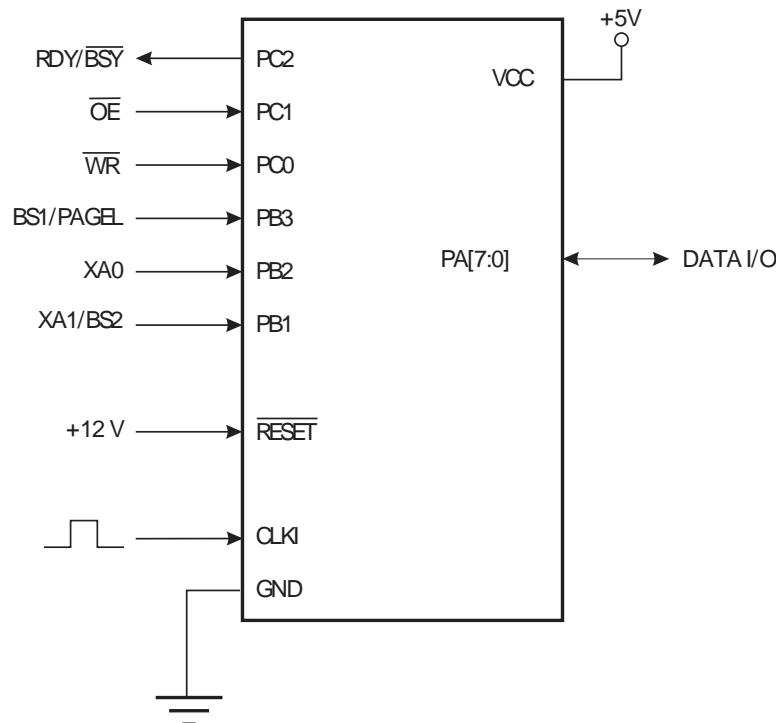 +5V
RDY/BSY
PC2
VCC
OE
PC1
WR
PC0
BS1/PAGEL
PB3
PA[7:0]
DATA I/O
XA0
PB2
XA1/BS2
PB1
+12 V
RESET
CLKI
GND